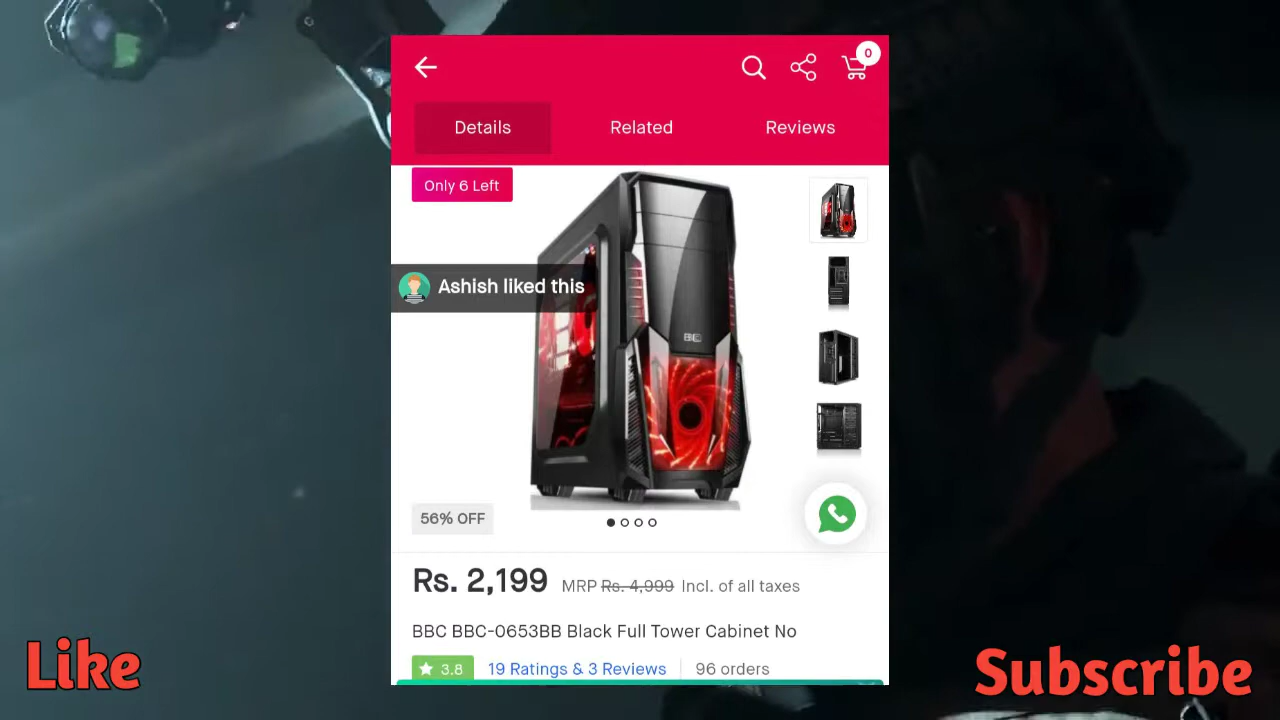 0
Details Related Reviews
Only 6 Left
Ashish liked this
56% OFF
Rs. 2,199 MRP Rs. 4,999 Incl. of all taxes
BBC BBC-0653BB Black Full Tower Cabinet No
3.8 19 Ratings & 3 Reviews 96 orders
Like
Subscribe